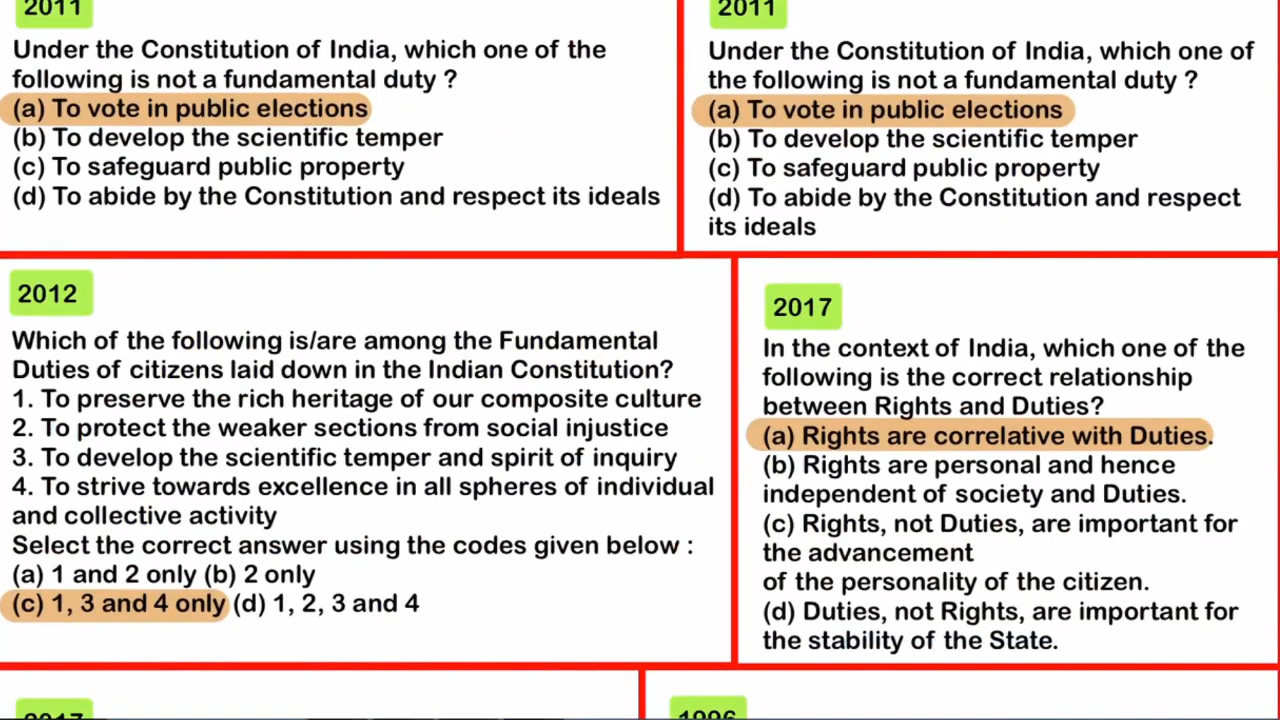 2011
Under the Constitution of India, which one of the
following is not a fundamental duty ?
(a) To vote in public elections
(b) To develop the scientific temper
(c) To safeguard public property
(d) To abide by the Constitution and respect its ideals
2011
Under the Constitution of India, which one of
the following is not a fundamental duty ?
(a) To vote in public elections
(b) To develop the scientific temper
(c) To safeguard public property
(d) To abide by the Constitution and respect
its ideals
2012
Which of the following is/are among the Fundamental
Duties of citizens laid down in the Indian Constitution?
1. To preserve the rich heritage of our composite culture
2. To protect the weaker sections from social injustice
3. To develop the scientific temper and spirit of inquiry
4. To strive towards excellence in all spheres of individual
and collective activity
Select the correct answer using the codes given below :
(a) 1 and 2 only (b) 2 only
(c) 1, 3 and 4 only (d) 1, 2, 3 and 4
2017
In the context of India, which one of the
following is the correct relationship
between Rights and Duties?
(a) Rights are correlative with Duties.
(b) Rights are personal and hence
independent of society and Duties.
(c) Rights, not Duties, are important for
the advancement
of the personality of the citizen.
(d) Duties, not Rights, are important for
the stability of the State.
2017
1996